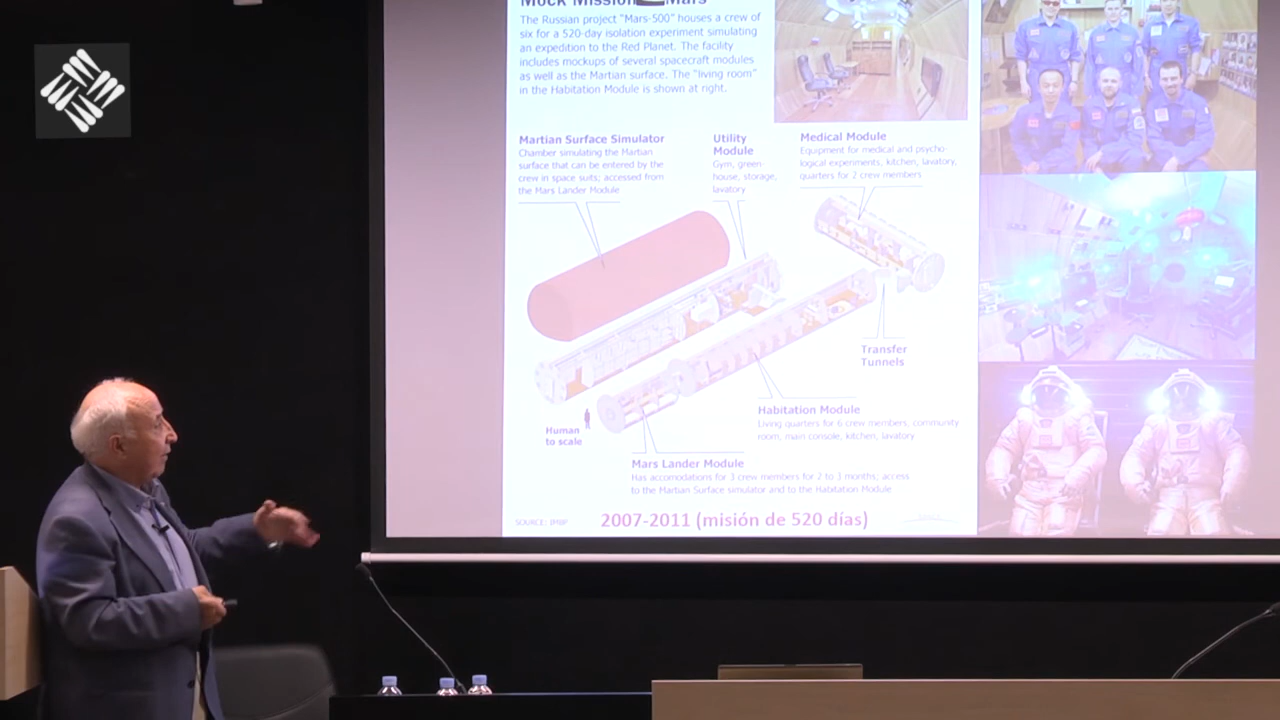 Mock Mission Mars
The Russian project "Mars-500" houses a crew of
six for a 520-day isolation experiment simulating
an expedition to the Red Planet. The facility
includes mockups of several spacecraft modules
as well as the Martian surface. The "living room"
in the Habitation Module is shown at right.
Martian Surface Simulator
Chamber simulating the Martian
surface that can be entered by the
crew in space suits; accessed from
the Mars Lander Module
Utility
Module
Gym, green-
house, storage,
lavatory
Medical Module
Equipment for medical and psycho-
logical experiments, kitchen, lavatory,
quarters for 2 crew members
Transfer
Tunnels
Habitation Module
Living quarters for 6 crew members, community
room, main console, kitchen, lavatory
Human
to scale
Mars Lander Module
Has accomodations for 3 crew members for 2 to 3 months; access
to the Martian Surface simulator and to the Habitation Module
SOURCE: IMBP
2007-2011 (misión de 520 días)